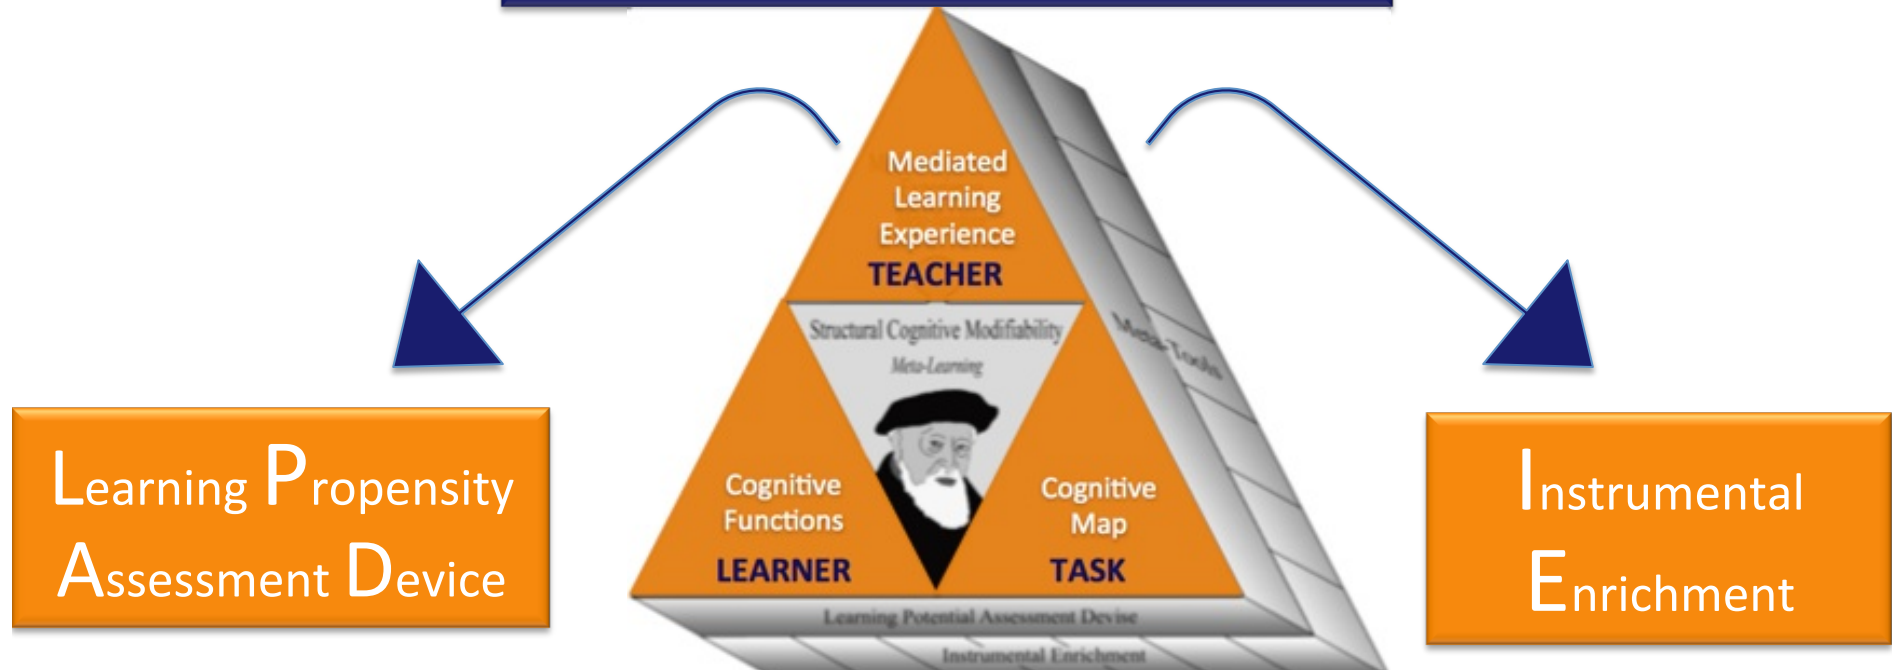 Mediated
Learning
Experience
TEACHER
Structural Cognitive Modifiability
Meta-Learning
Meta-Tools
Cognitive
Functions
LEARNER
Cognitive
Map
TASK
Learning Potential Assessment Devise
Instrumental Enrichment
Learning Propensity
Assessment Device
Instrumental
Enrichment